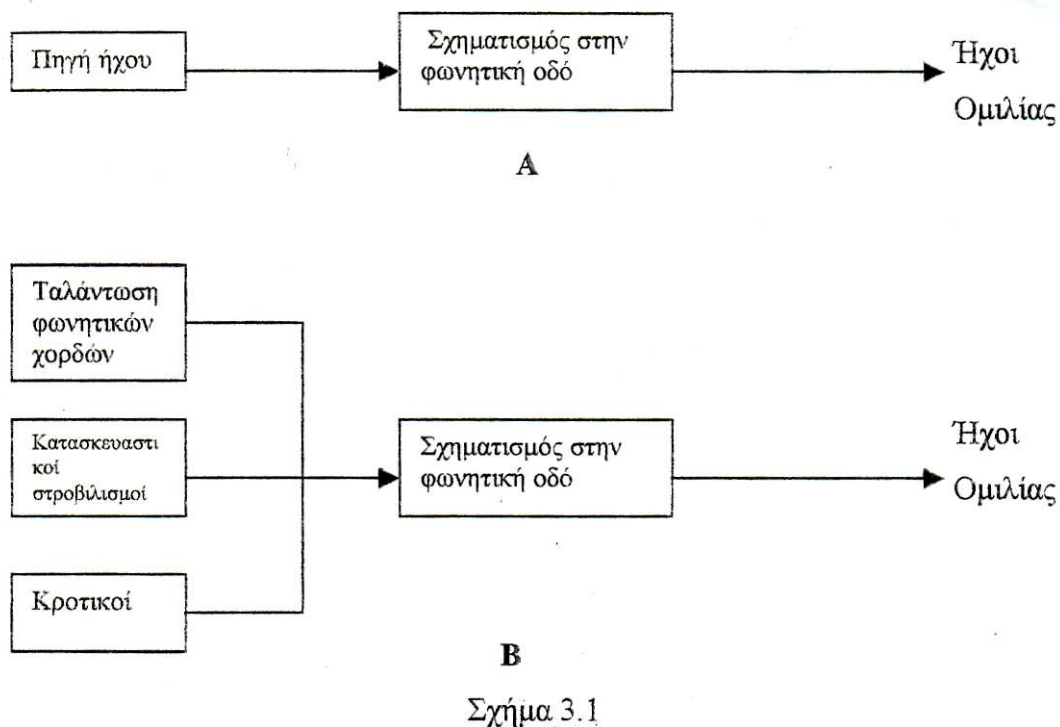 Πηγή ήχου
Σχηματισμός στην
φωνητική οδό
Ήχοι
Ομιλίας
A
Ταλάντωση
φωνητικών
χορδών
Κατασκευαστι
κοί
στροβιλισμοί
Κροτικοί
Σχηματισμός στην
φωνητική οδό
Ήχοι
Ομιλίας
B
Σχήμα 3.1